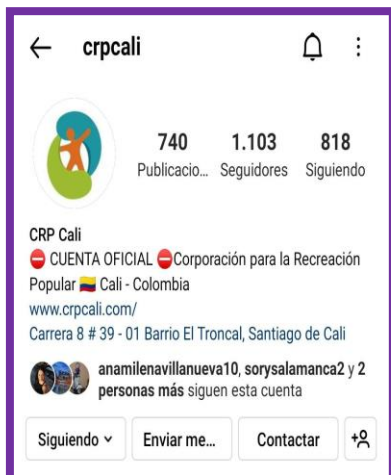 crpcali
740 1.103 818
Publicacio... Seguidores Siguiendo
CRP Cali
⛔ CUENTA OFICIAL ⛔Corporación para la Recreación
Popular 🇨🇴 Cali - Colombia
www.crpcali.com/
Carrera 8 # 39 - 01 Barrio El Troncal, Santiago de Cali
anamilenavillanueva10, sorysalamanca2 y 2
personas más siguen esta cuenta
Siguiendo Enviar me... Contactar